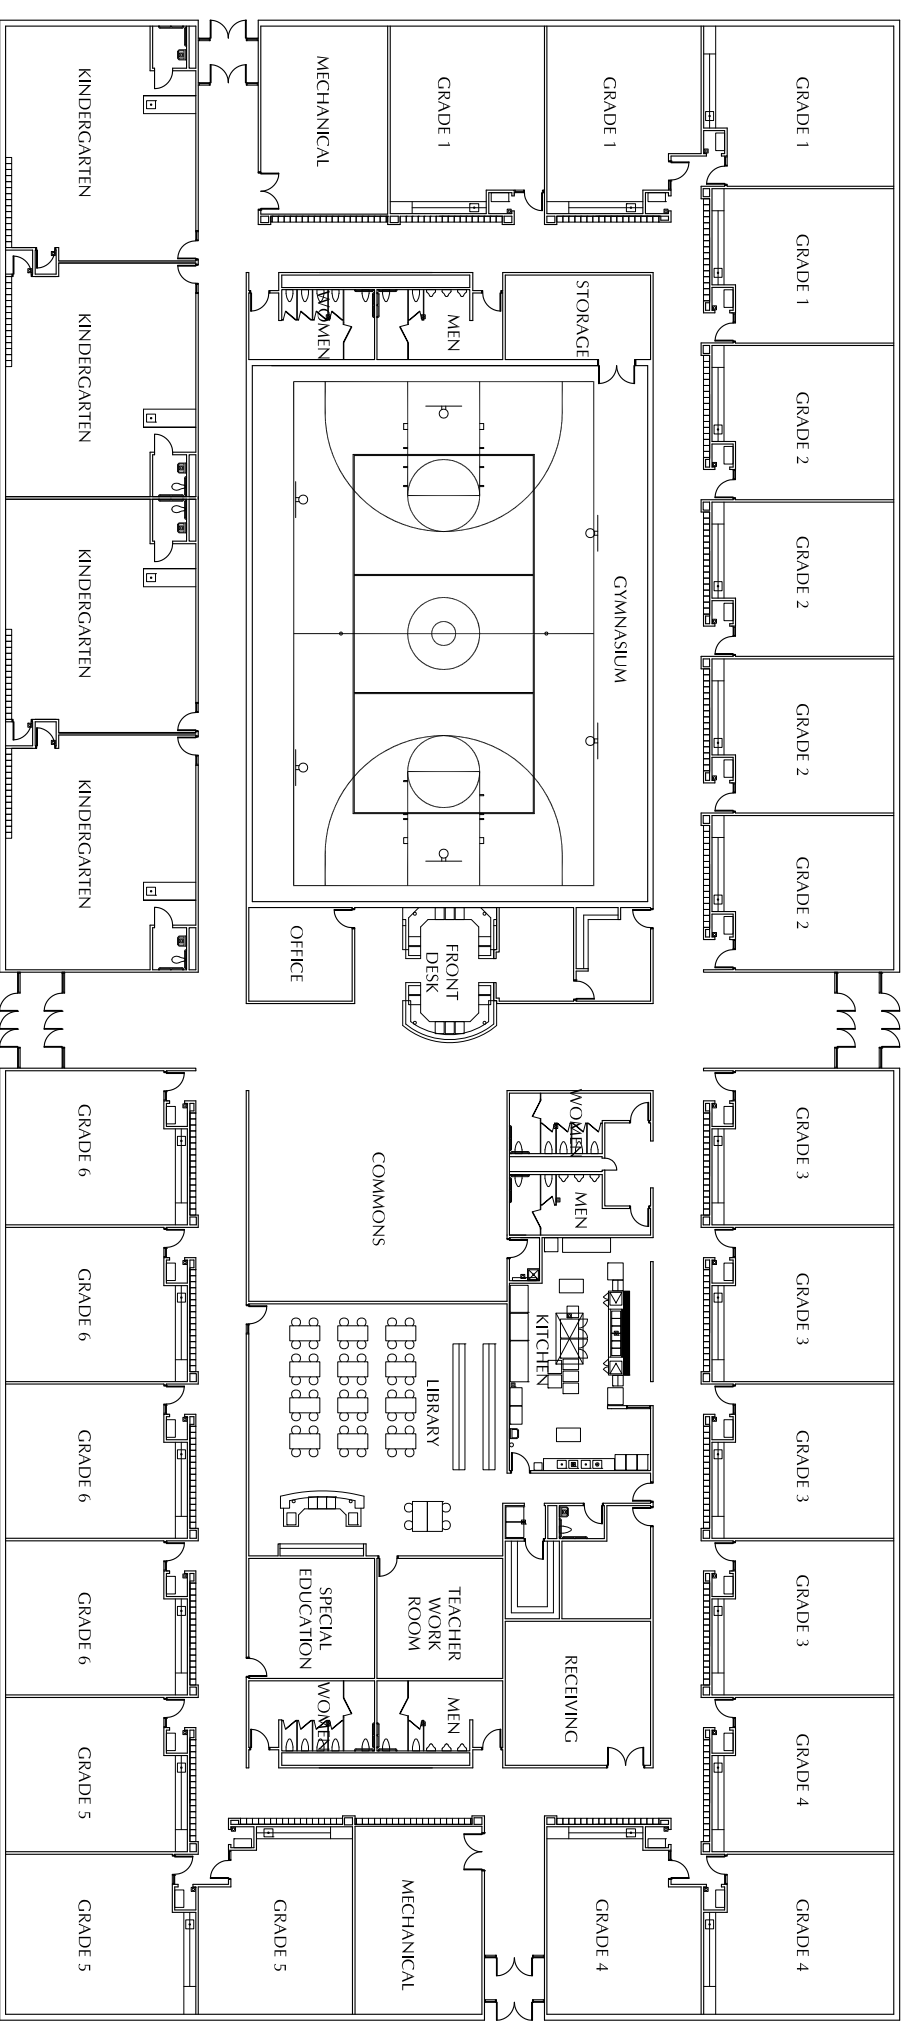 KINDERGARTEN
MECHANICAL
GRADE 1
GRADE 1
GRADE 1
KINDERGARTEN
WOMEN
MEN
STORAGE
GRADE 1
GRADE 2
KINDERGARTEN
GYMNASIUM
GRADE 2
GRADE 2
KINDERGARTEN
OFFICE
FRONT
DESK
GRADE 2
GRADE 6
COMMONS
WOMEN
MEN
GRADE 3
GRADE 6
KITCHEN
GRADE 3
GRADE 6
LIBRARY
GRADE 3
GRADE 6
SPECIAL
EDUCATION
TEACHER
WORK
ROOM
GRADE 3
RECEIVING
GRADE 5
WOMEN
MEN
GRADE 4
GRADE 5
GRADE 5
MECHANICAL
GRADE 4
GRADE 4